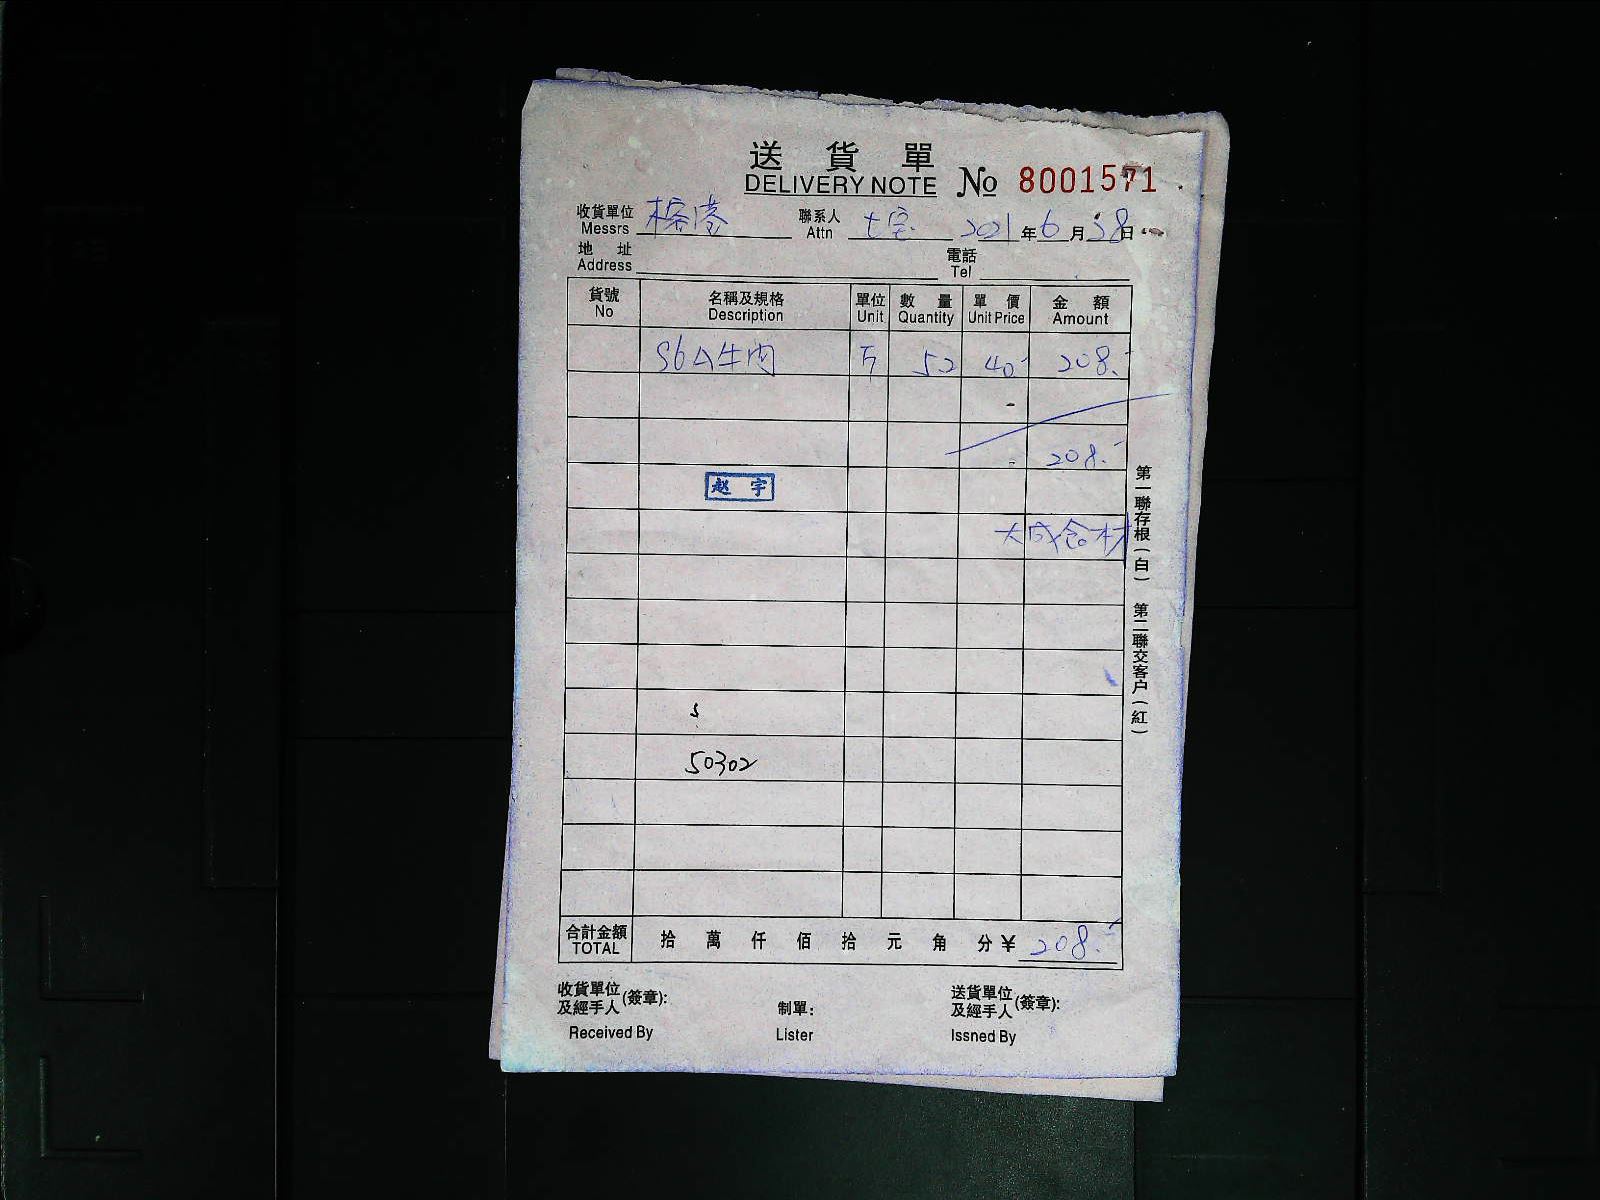 送 貨 單
DELIVERY NOTE No 8001571
收貨單位 榕港 聯系人 2021 年 6 月 日
Messrs Attn
地 址 電話
Address Tel
貨號 名稱及規格 單位 數 量 單 價 金 額
No Description Unit Quantity Unit Price Amount
S6 牛肉 52 40- 208.-
208.-
赵 宇
大成食材
第一聯存根(白) 第二聯交客户(紅)
50302
合計金額 拾 萬 仟 佰 拾 元 角 分 ¥ 208.-
TOTAL
收貨單位 送貨單位
及經手人(簽章): 制單: 及經手人(簽章):
Received By Lister Issned By